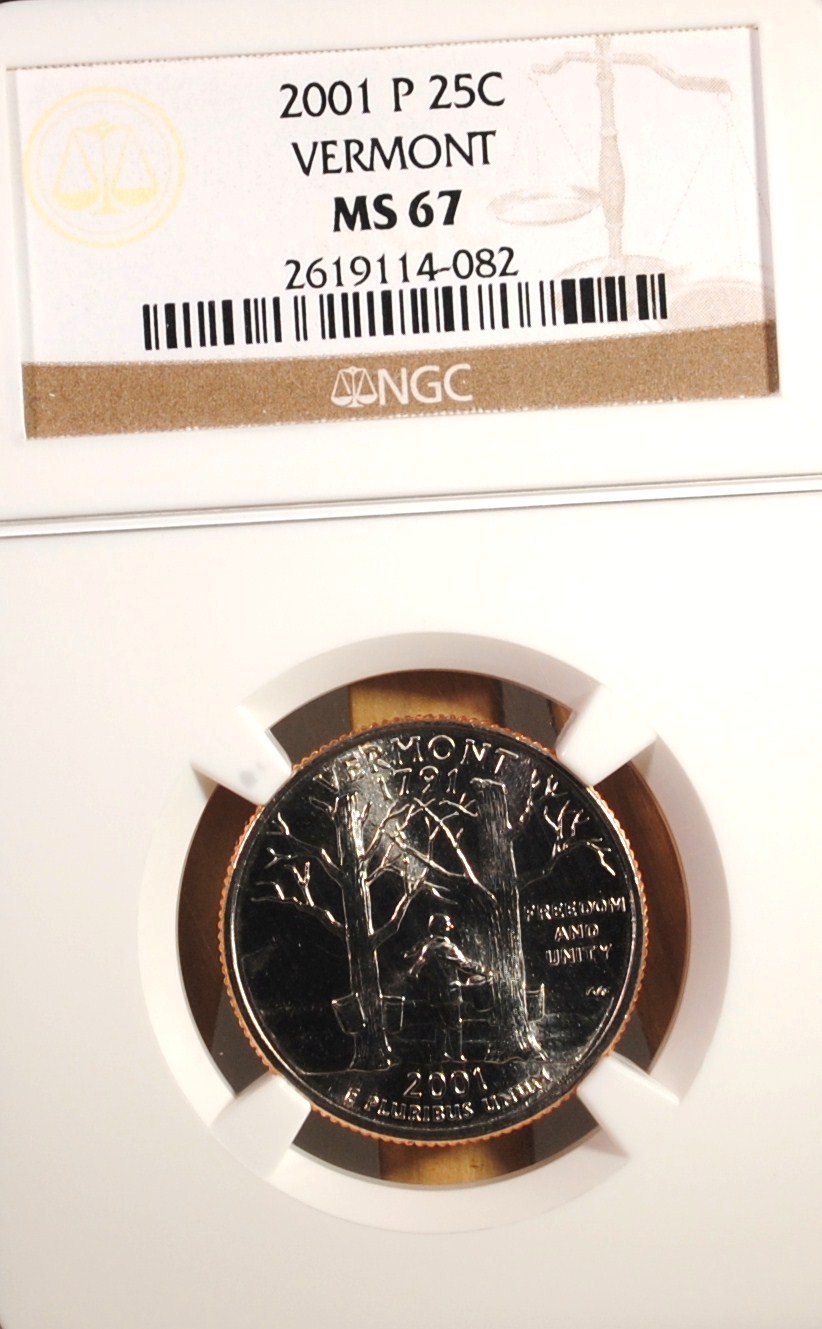 2001 P 25C
VERMONT
MS 67
2619114-082
NGC
VERMONT
1791
FREEDOM
AND
UNITY
2001
E PLURIBUS UNUM